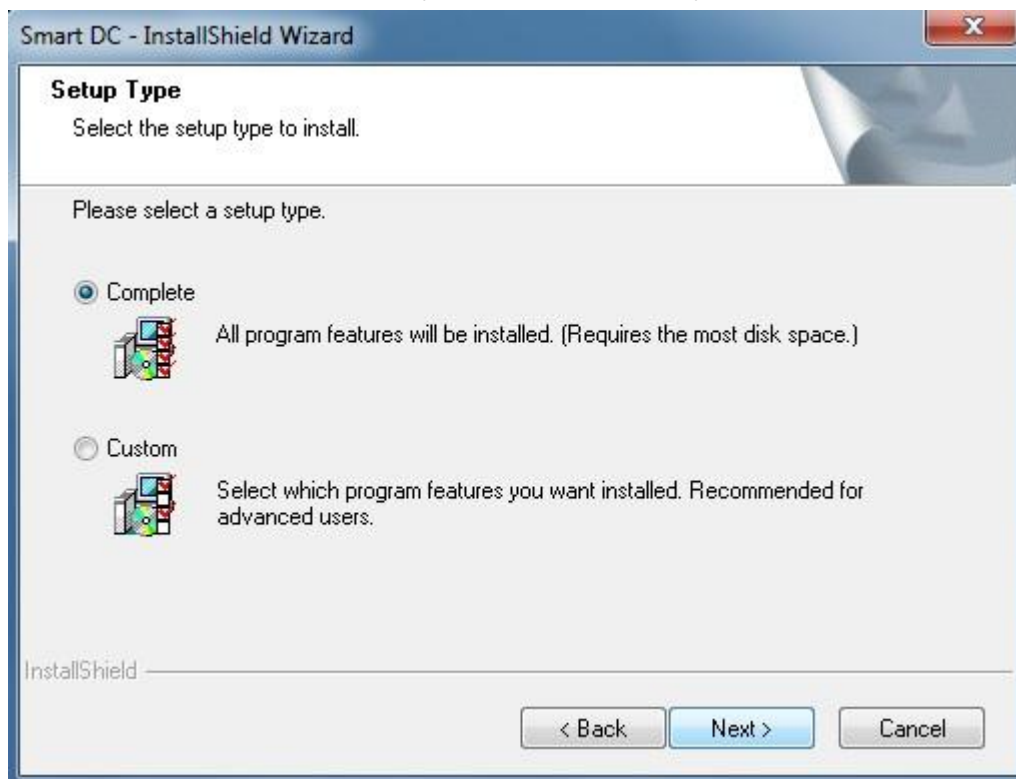 Smart DC - InstallShield Wizard
Setup Type
Select the setup type to install.
Please select a setup type.
Complete
All program features will be installed. (Requires the most disk space.)
Custom
Select which program features you want installed. Recommended for
advanced users.
InstallShield
< Back
Next >
Cancel